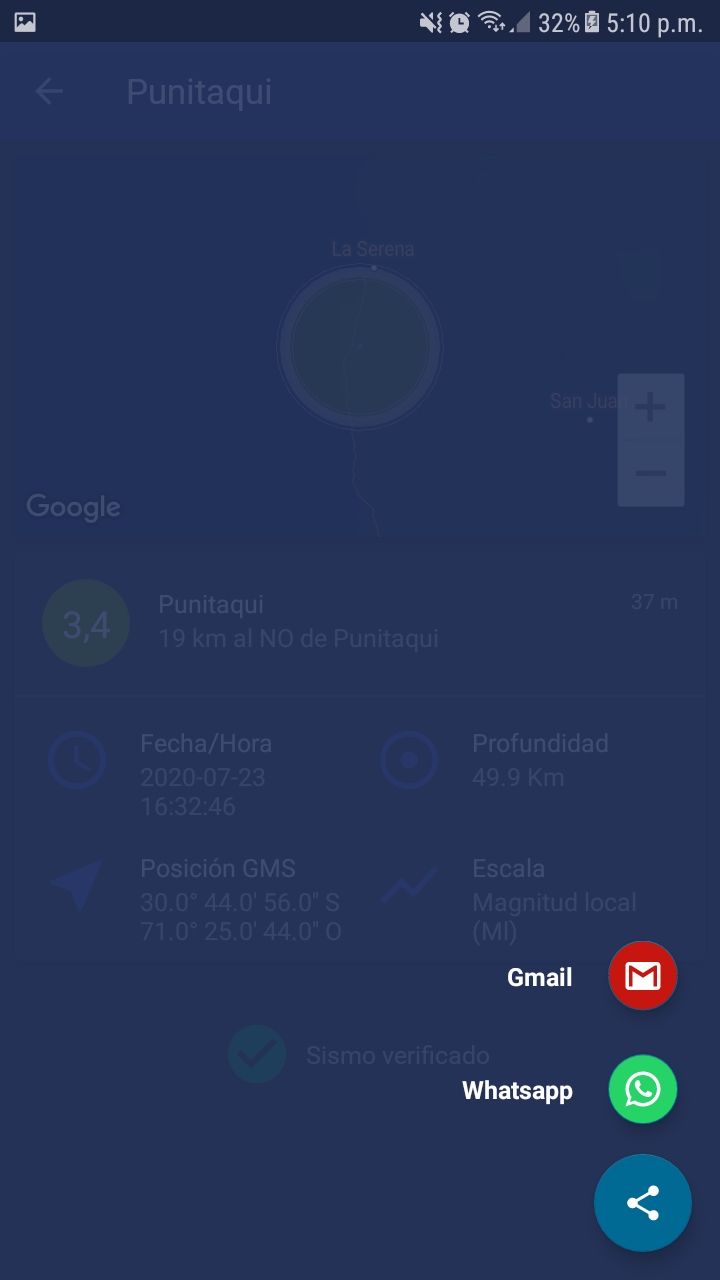 32% 5:10 p.m.
Punitaqui
La Serena
San Juan
Google
3,4
Punitaqui
37 m
19 km al NO de Punitaqui
Fecha/Hora
2020-07-23
16:32:46
Profundidad
49.9 Km
Posición GMS
30.0° 44.0' 56.0" S
71.0° 25.0' 44.0" O
Escala
Magnitud local
(Ml)
Gmail
Sismo verificado
Whatsapp